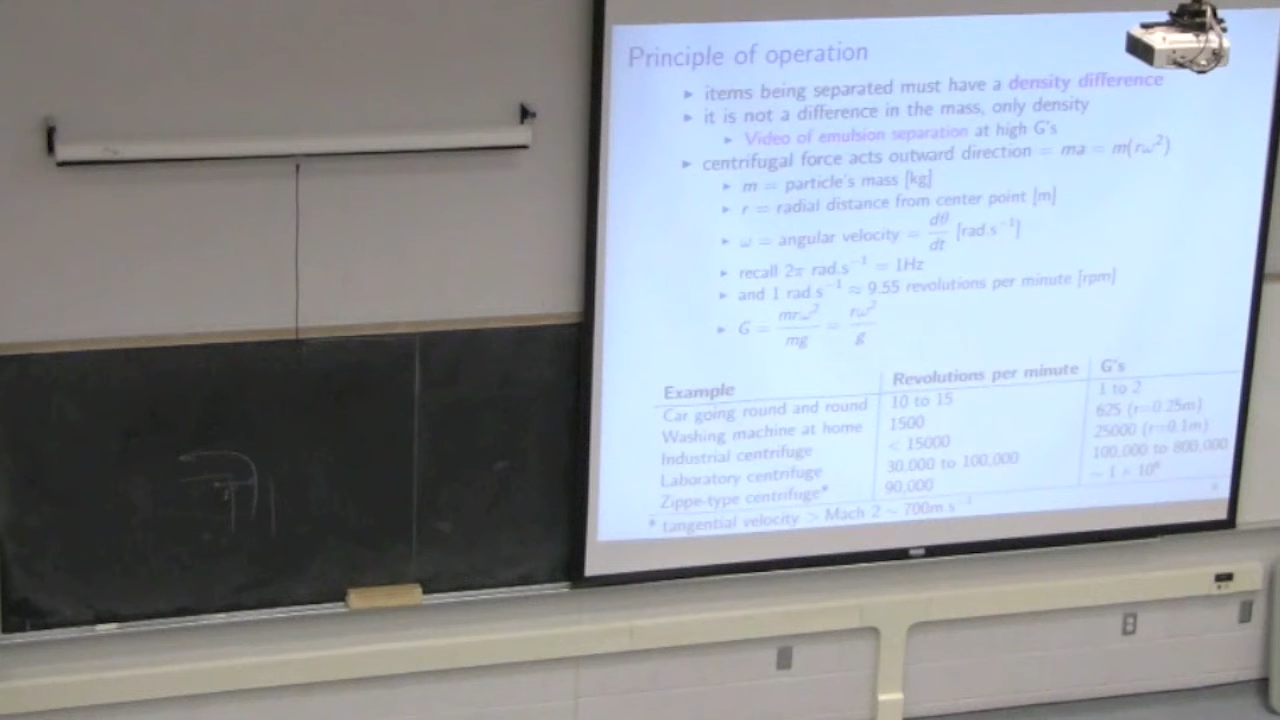 Principle of operation
▸ items being separated must have a density difference
▸ it is not a difference in the mass, only density
▸ Video of emulsion separation at high G's
▸ centrifugal force acts outward direction = ma = m(rω²)
▸ m = particle's mass [kg]
▸ r = radial distance from center point [m]
▸ ω = angular velocity = dθ/dt [rad.s⁻¹]
▸ recall 2π rad.s⁻¹ = 1Hz
▸ and 1 rad.s⁻¹ ≈ 9.55 revolutions per minute [rpm]
▸ G = mrω²/mg = rω²/g
Example Revolutions per minute G's
Car going round and round 10 to 15 1 to 2
Washing machine at home 1500 625 (r=0.25m)
Industrial centrifuge < 15000 25000 (r=0.1m)
Laboratory centrifuge 30,000 to 100,000 100,000 to 800,000
Zippe-type centrifuge* 90,000 ~ 1 × 10⁶
* tangential velocity > Mach 2 ~ 700m.s⁻¹